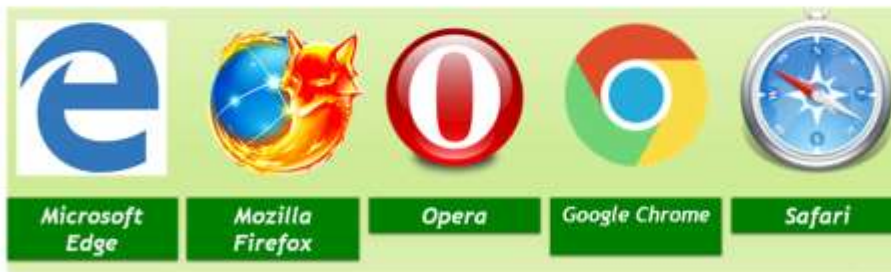 Microsoft
Edge
Mozilla
Firefox
Opera
Google Chrome
Safari